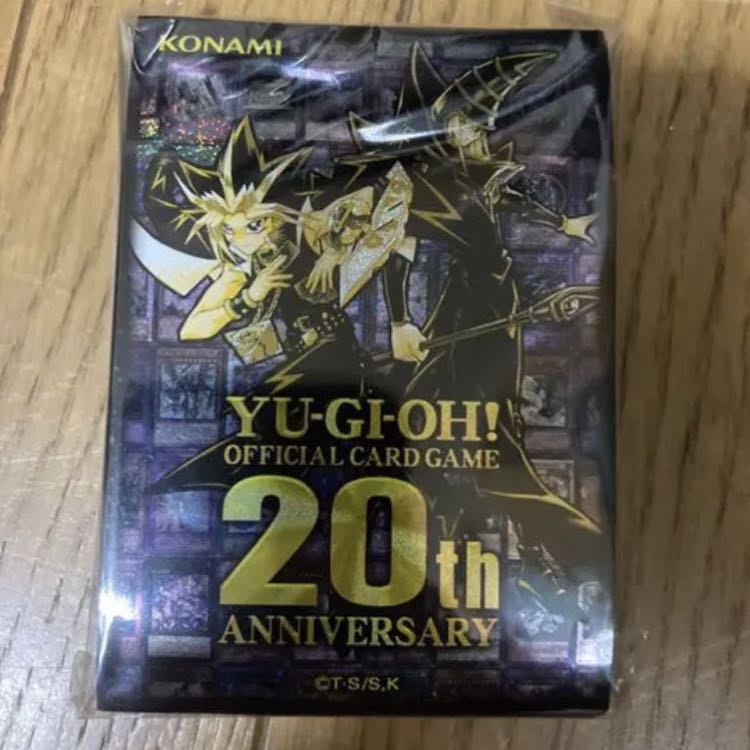 KONAMI
YU-GI-OH!
OFFICIAL CARD GAME
20th
ANNIVERSARY
©T·S/S,K